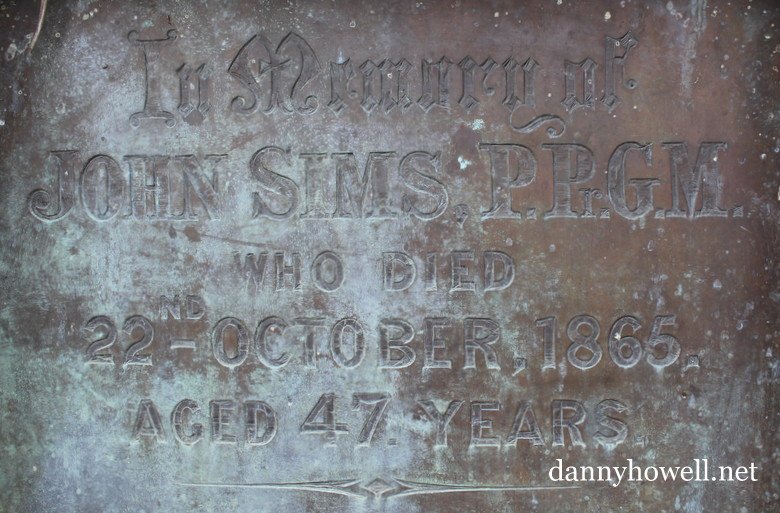 In Memory of
JOHN SIMS, P. Pr. G. M.
WHO DIED
22ND - OCTOBER, 1865.
AGED 47. YEARS.
dannyhowell.net